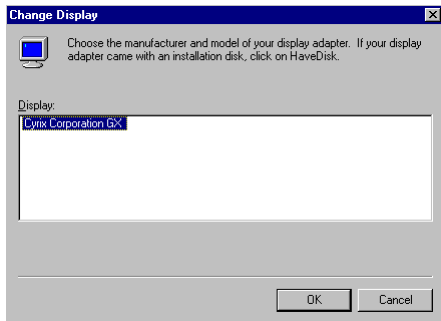 Change Display
Choose the manufacturer and model of your display adapter. If your display
adapter came with an installation disk, click on HaveDisk.
Display:
Cyrix Corporation GX
OK
Cancel